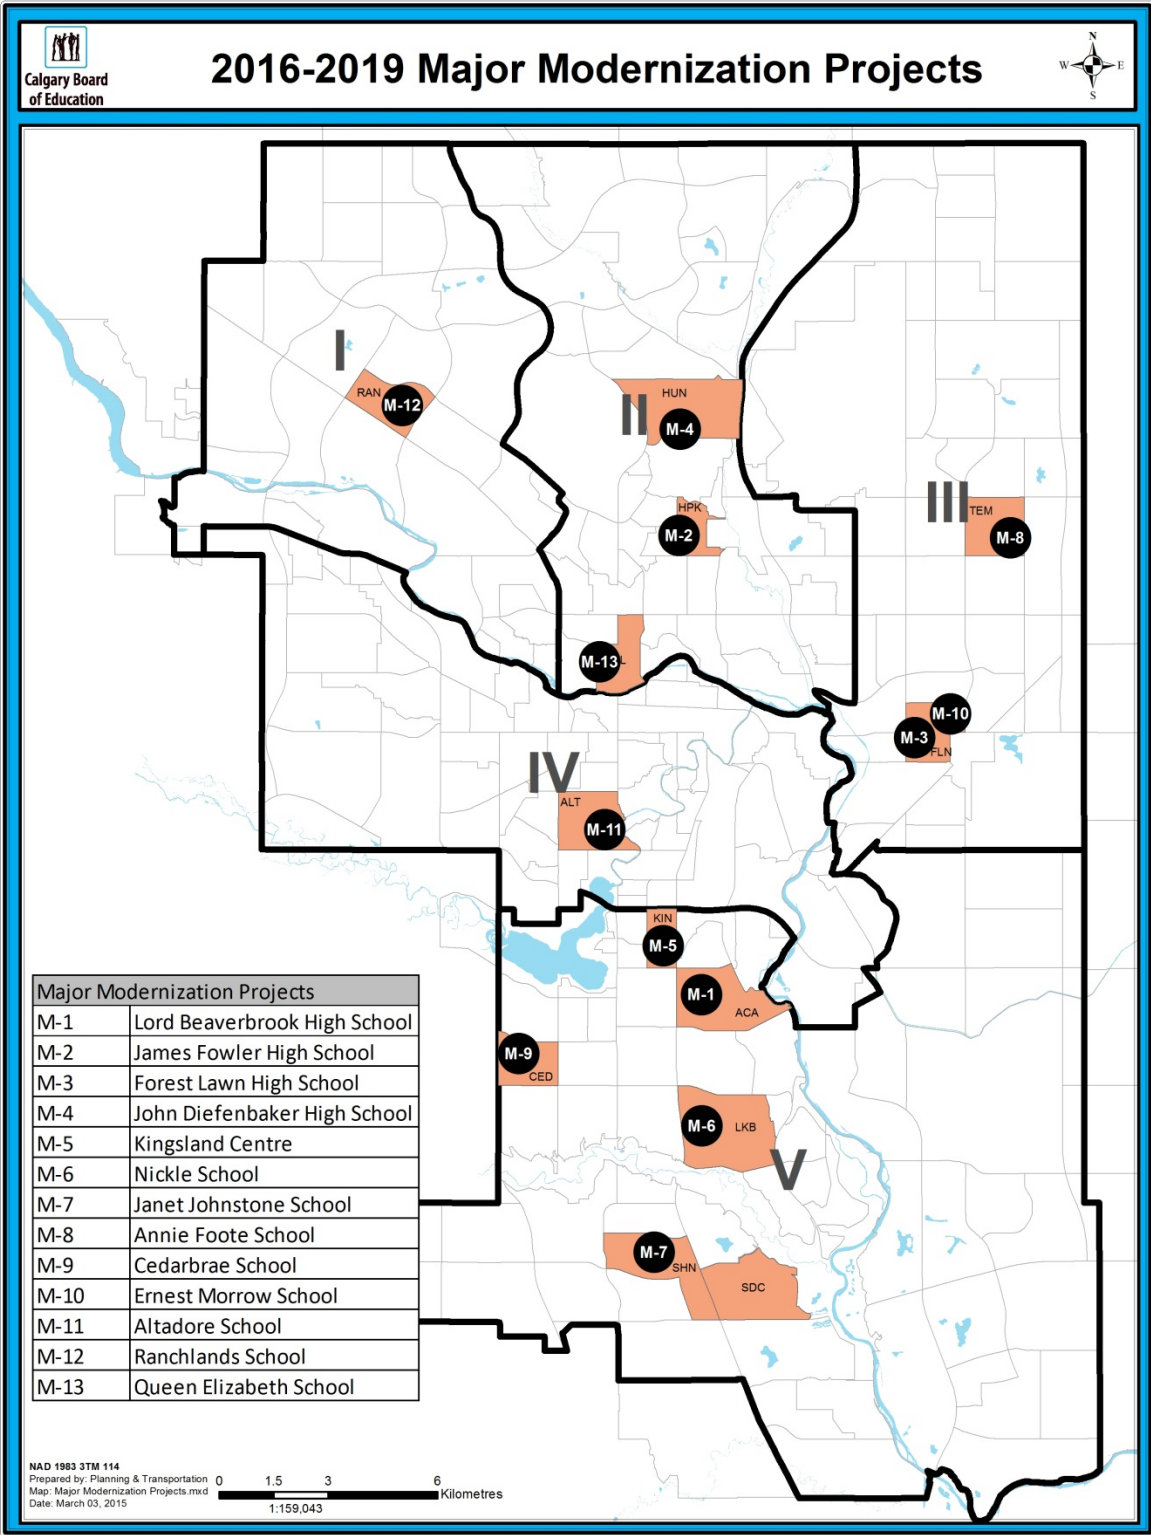 Calgary Board
of Education
2016-2019 Major Modernization Projects
N
W E
S
I
RAN
M-12
HUN
II
M-4
III
TEM
HPK
M-2
M-8
M-13
L
M-10
M-3
FLN
IV
ALT
M-11
KIN
M-5
M-1
ACA
M-9
CED
M-6 LKB
V
M-7
SHN
SDC
Major Modernization Projects
M-1 Lord Beaverbrook High School
M-2 James Fowler High School
M-3 Forest Lawn High School
M-4 John Diefenbaker High School
M-5 Kingsland Centre
M-6 Nickle School
M-7 Janet Johnstone School
M-8 Annie Foote School
M-9 Cedarbrae School
M-10 Ernest Morrow School
M-11 Altadore School
M-12 Ranchlands School
M-13 Queen Elizabeth School
NAD 1983 3TM 114
Prepared by: Planning & Transportation
Map: Major Modernization Projects.mxd
Date: March 03, 2015
0 1.5 3 6
Kilometres
1:159,043